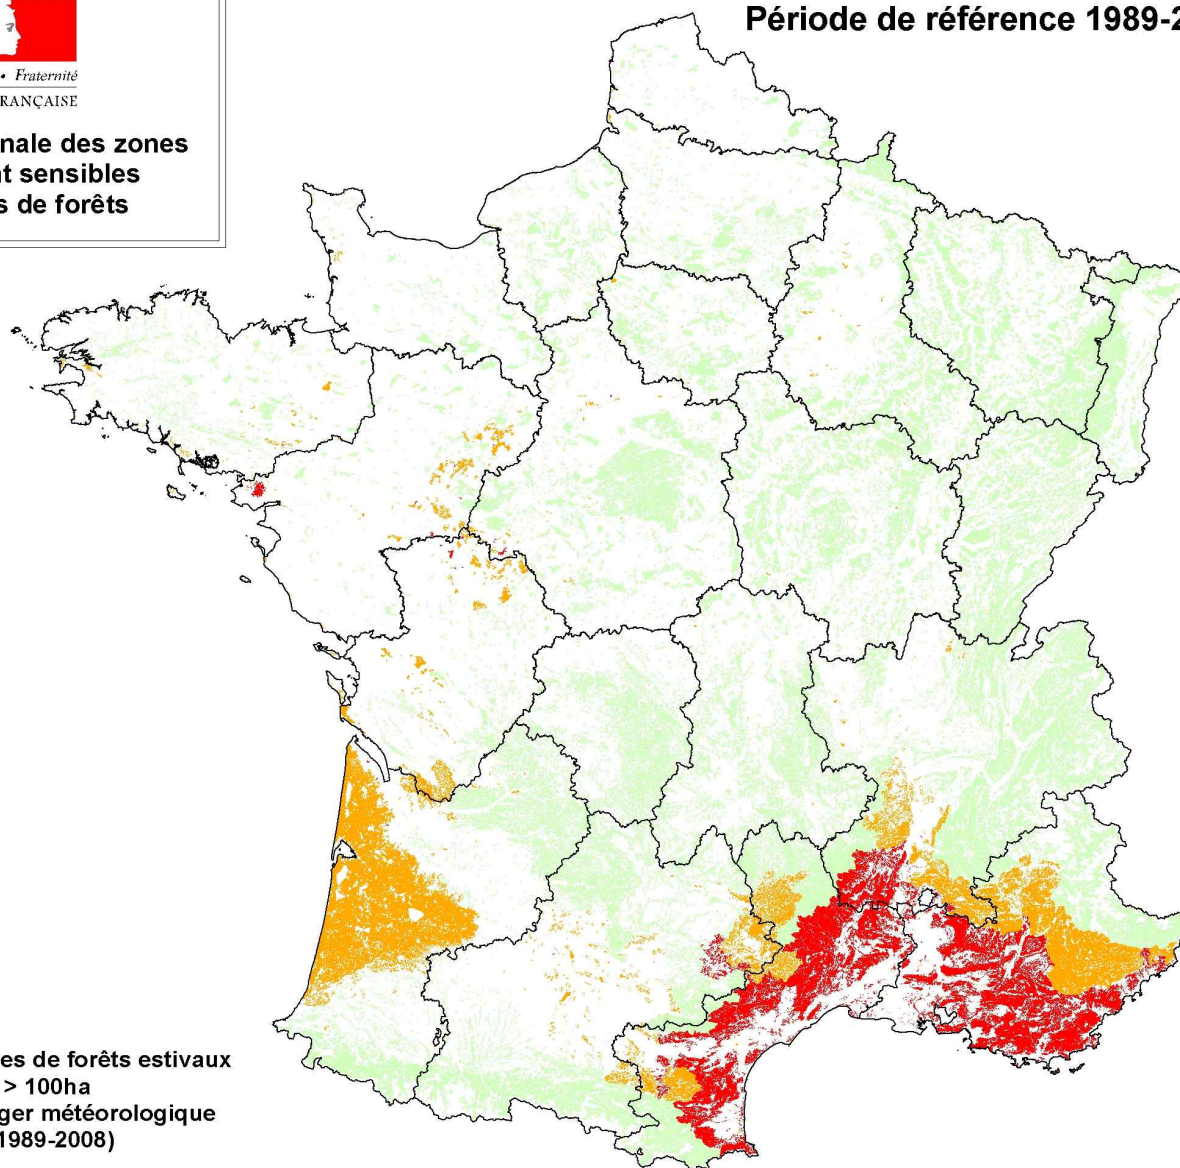 Période de référence 1989-2
• Fraternité
RANÇAISE
nale des zones
t sensibles
s de forêts
es de forêts estivaux
> 100ha
ger météorologique
1989-2008)